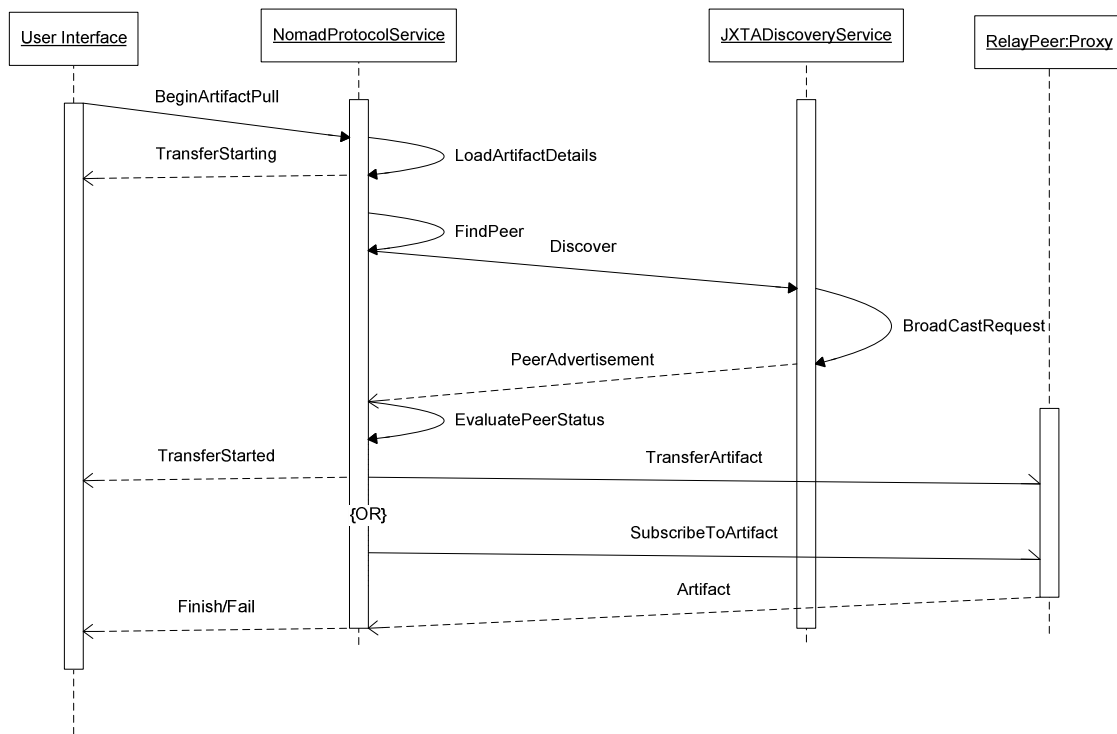 User Interface
NomadProtocolService
JXTADiscoveryService
RelayPeer:Proxy
BeginArtifactPull
TransferStarting
LoadArtifactDetails
FindPeer
Discover
BroadCastRequest
PeerAdvertisement
EvaluatePeerStatus
TransferStarted
TransferArtifact
{OR}
SubscribeToArtifact
Artifact
Finish/Fail